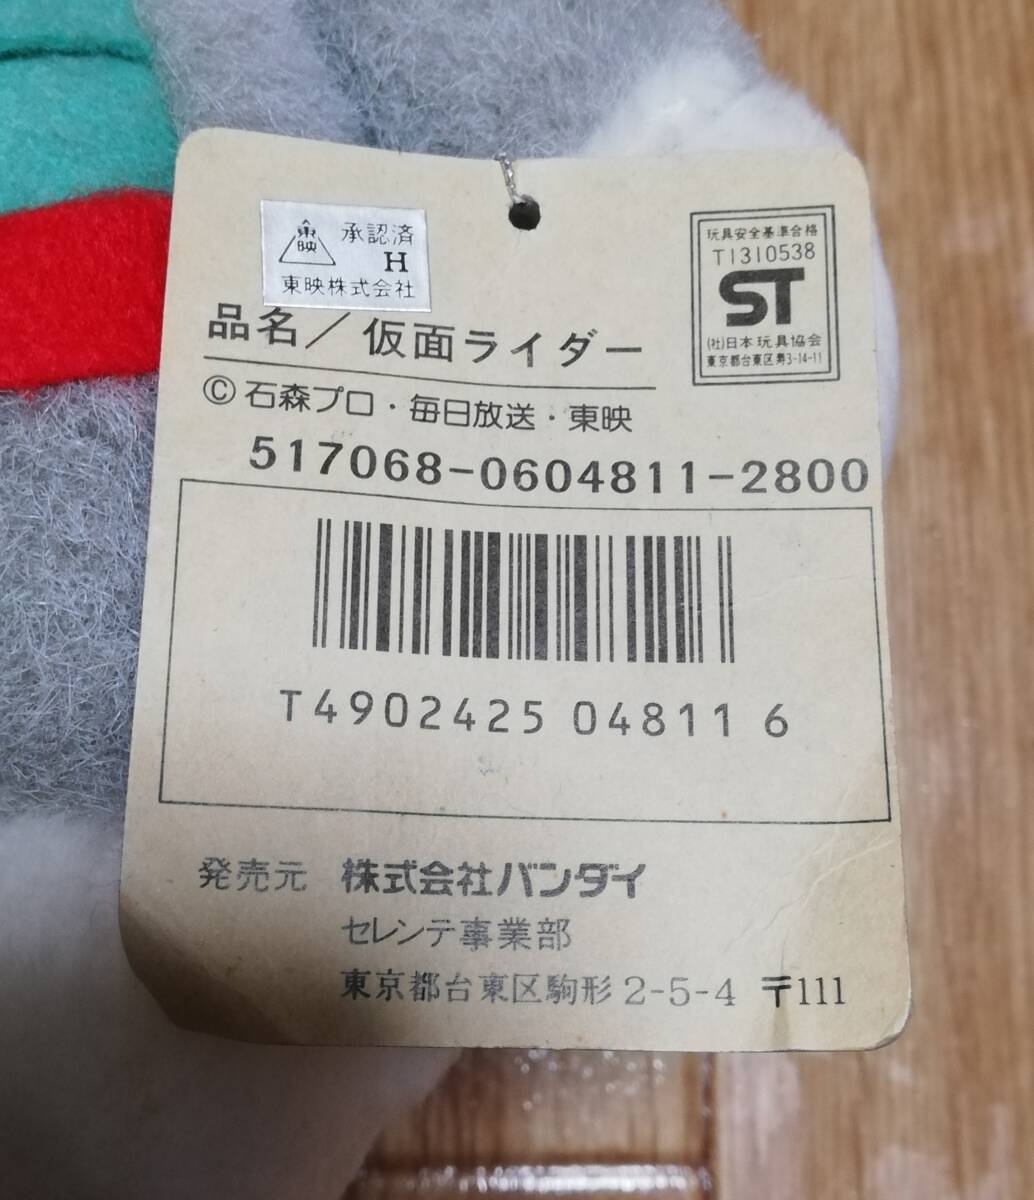 東映
承認済
H
東映株式会社
玩具安全基準合格
T1310538
ST
(社)日本玩具協会
東京都台東区寿3-14-11
品名/仮面ライダー
©石森プロ・毎日放送・東映
517068-0604811-2800
T4902425 04811 6
発売元 株式会社バンダイ
セレンテ事業部
東京都台東区駒形2-5-4 〒111